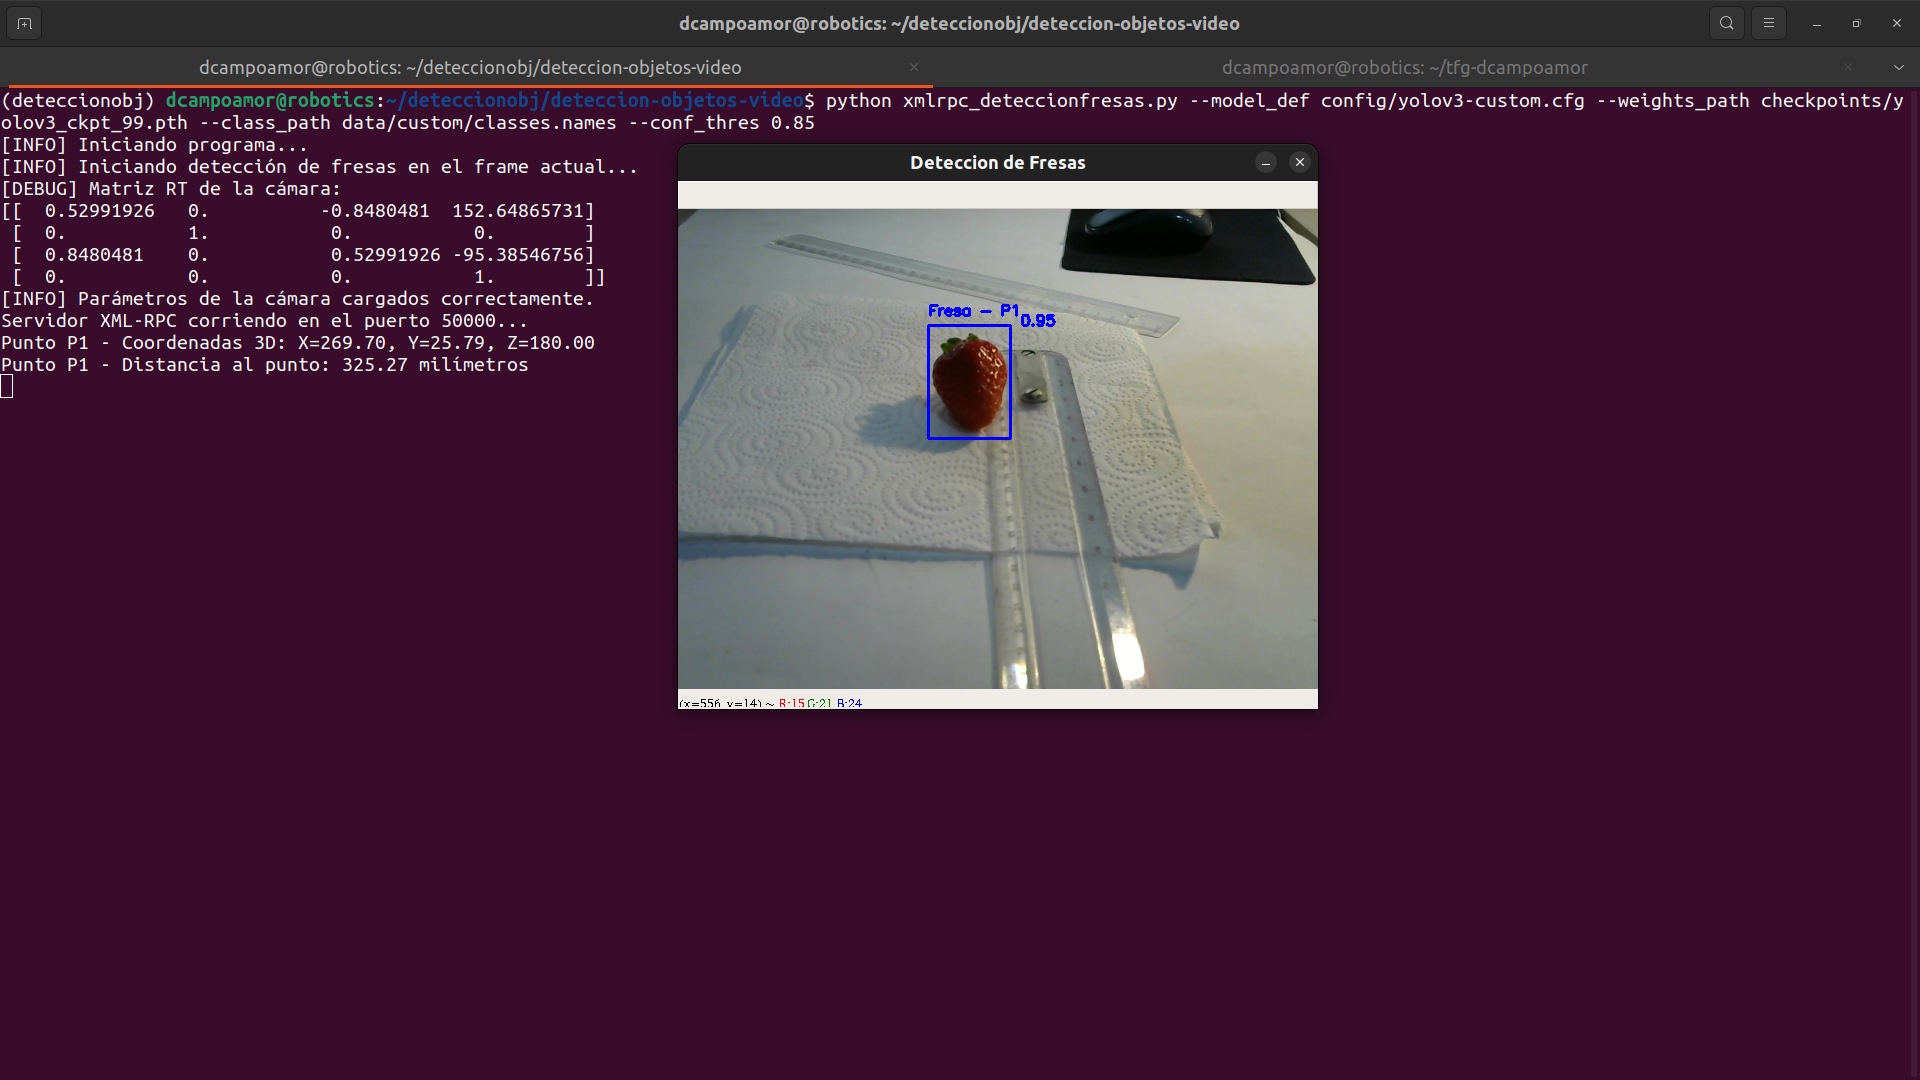 dcampoamor@robotics: ~/deteccionobj/deteccion-objetos-video
dcampoamor@robotics: ~/deteccionobj/deteccion-objetos-video
dcampoamor@robotics: ~/tfg-dcampoamor
(deteccionobj) dcampoamor@robotics:~/deteccionobj/deteccion-objetos-video$ python xmlrpc_deteccionfresas.py --model_def config/yolov3-custom.cfg --weights_path checkpoints/y
olov3_ckpt_99.pth --class_path data/custom/classes.names --conf_thres 0.85
[INFO] Iniciando programa...
[INFO] Iniciando detección de fresas en el frame actual...
[DEBUG] Matriz RT de la cámara:
[[  0.52991926   0.          -0.8480481  152.64865731]
 [  0.           1.           0.           0.        ]
 [  0.8480481    0.           0.52991926 -95.38546756]
 [  0.           0.           0.           1.        ]]
[INFO] Parámetros de la cámara cargados correctamente.
Servidor XML-RPC corriendo en el puerto 50000...
Punto P1 - Coordenadas 3D: X=269.70, Y=25.79, Z=180.00
Punto P1 - Distancia al punto: 325.27 milímetros
Deteccion de Fresas
Fresa - P1
0.95
(x=556, y=14) ~ R:15 G:21 B:24